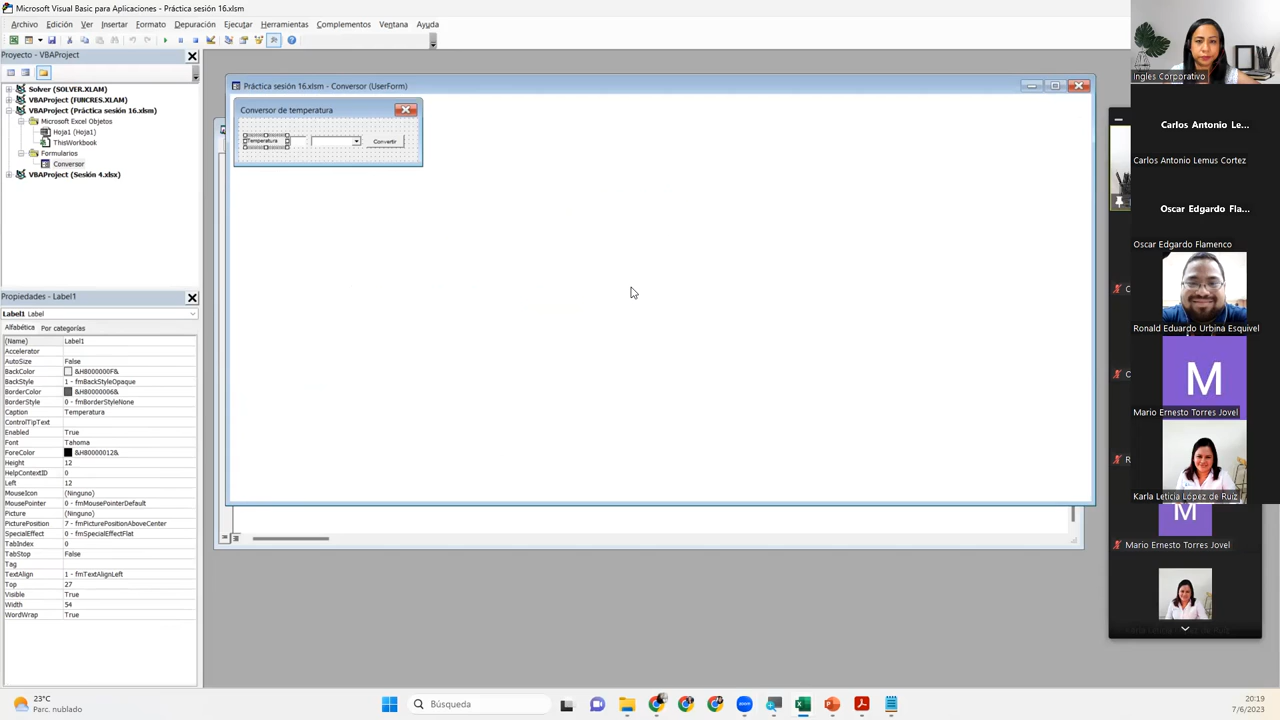 Microsoft Visual Basic para Aplicaciones - Práctica sesión 16.xlsm
Archivo Edición Ver Insertar Formato Depuración Ejecutar Herramientas Complementos Ventana Ayuda
Proyecto - VBAProject
Solver (SOLVER.XLAM)
VBAProject (FUNCRES.XLAM)
VBAProject (Práctica sesión 16.xlsm)
Microsoft Excel Objetos
Hoja1 (Hoja1)
ThisWorkbook
Formularios
Conversor
VBAProject (Sesión 4.xlsx)
Práctica sesión 16.xlsm - Conversor (UserForm)
Conversor de temperatura
Temperatura
Convertir
Propiedades - Label1
Label1 Label
Alfabética Por categorías
(Name) Label1
Accelerator
AutoSize False
BackColor &H8000000F&
BackStyle 1 - fmBackStyleOpaque
BorderColor &H80000006&
BorderStyle 0 - fmBorderStyleNone
Caption Temperatura
ControlTipText
Enabled True
Font Tahoma
ForeColor &H80000012&
Height 12
HelpContextID 0
Left 12
MouseIcon (Ninguno)
MousePointer 0 - fmMousePointerDefault
Picture (Ninguno)
PicturePosition 7 - fmPicturePositionAboveCenter
SpecialEffect 0 - fmSpecialEffectFlat
TabIndex 0
TabStop False
Tag
TextAlign 1 - fmTextAlignLeft
Top 27
Visible True
Width 54
WordWrap True
Ingles Corporativo
Carlos Antonio Le...
Carlos Antonio Lemus Cortez
Oscar Edgardo Fla...
Oscar Edgardo Flamenco
Ronald Eduardo Urbina Esquivel
M
Mario Ernesto Torres Jovel
Karla Leticia López de Ruiz
M
Mario Ernesto Torres Jovel
23°C
Parc. nublado
Búsqueda
20:19
7/6/2023